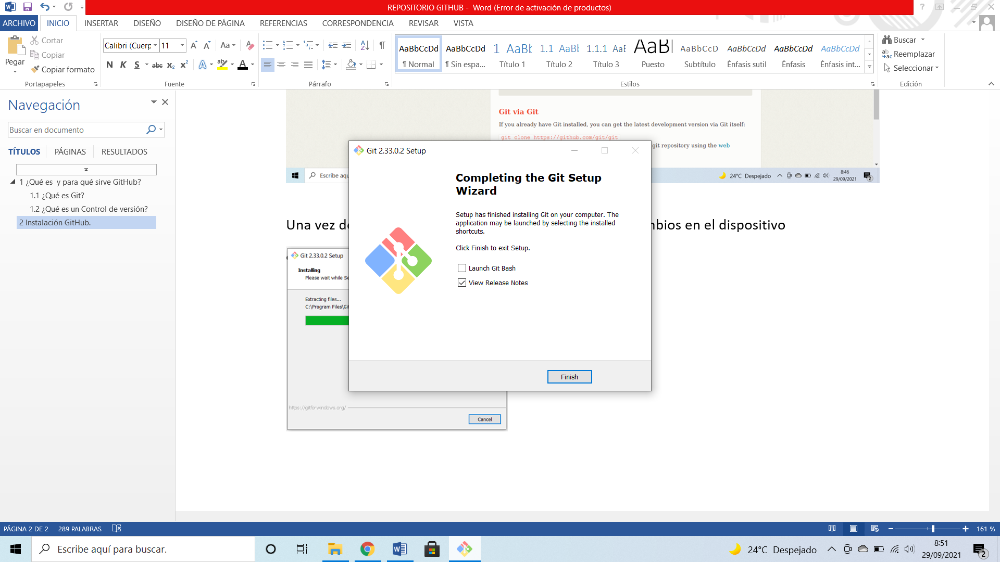 REPOSITORIO GITHUB - Word (Error de activación de productos)
ARCHIVO INICIO INSERTAR DISEÑO DISEÑO DE PÁGINA REFERENCIAS CORRESPONDENCIA REVISAR VISTA
Pegar
Cortar
Copiar
Copiar formato
Portapapeles
Calibri (Cuerp 11
N K S abc x₂ x²
Fuente
Párrafo
AaBbCcDd AaBbCcDd 1 AaBb 1.1 AaBb 1.1.1 AaE AaBb AaBbCcD AaBbCcDd AaBbCcDd AaBbCcDd
¶ Normal ¶ Sin espa... Título 1 Título 2 Título 3 Puesto Subtítulo Énfasis sutil Énfasis Énfasis int...
Estilos
Buscar
Reemplazar
Seleccionar
Edición
Navegación
Buscar en documento
TÍTULOS PÁGINAS RESULTADOS
1 ¿Qué es y para qué sirve GitHub?
1.1 ¿Qué es Git?
1.2 ¿Qué es un Control de versión?
2 Instalación GitHub.
Git via Git
If you already have Git installed, you can get the latest development version via Git itself:
git clone https://github.com/git/git
git repository using the web
Escribe aqu
24°C Despejado
8:46
29/09/2021
2
Una vez de
mbios en el dispositivo
Git 2.33.0.2 Setup
Installing
Please wait while Se
Extracting files...
C:\Program Files\Git
https://gitforwindows.org/
Cancel
Git 2.33.0.2 Setup
Completing the Git Setup
Wizard
Setup has finished installing Git on your computer. The
application may be launched by selecting the installed
shortcuts.
Click Finish to exit Setup.
Launch Git Bash
View Release Notes
Finish
PÁGINA 2 DE 2 289 PALABRAS
161 %
Escribe aquí para buscar.
24°C Despejado
8:51
29/09/2021
2